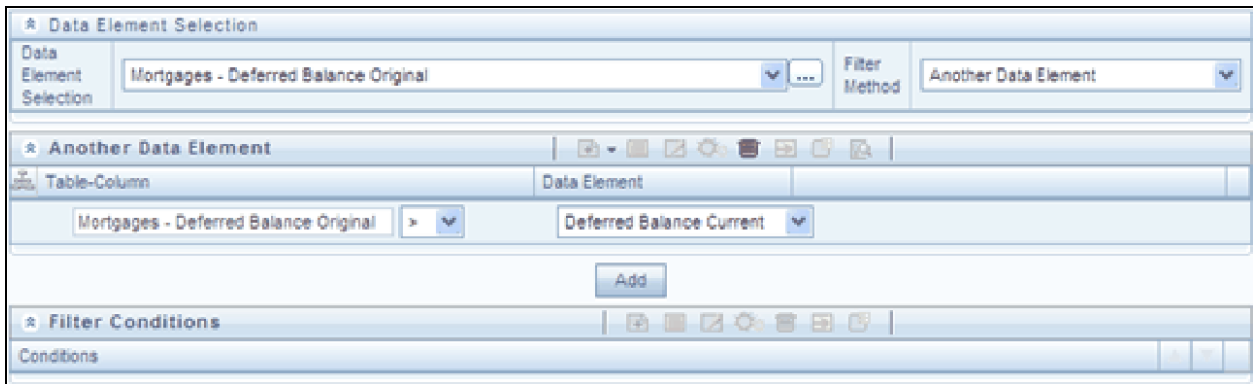 Data Element Selection
Data Element Selection
Mortgages - Deferred Balance Original
...
Filter Method
Another Data Element
Another Data Element
Table-Column
Data Element
Mortgages - Deferred Balance Original
>
Deferred Balance Current
Add
Filter Conditions
Conditions